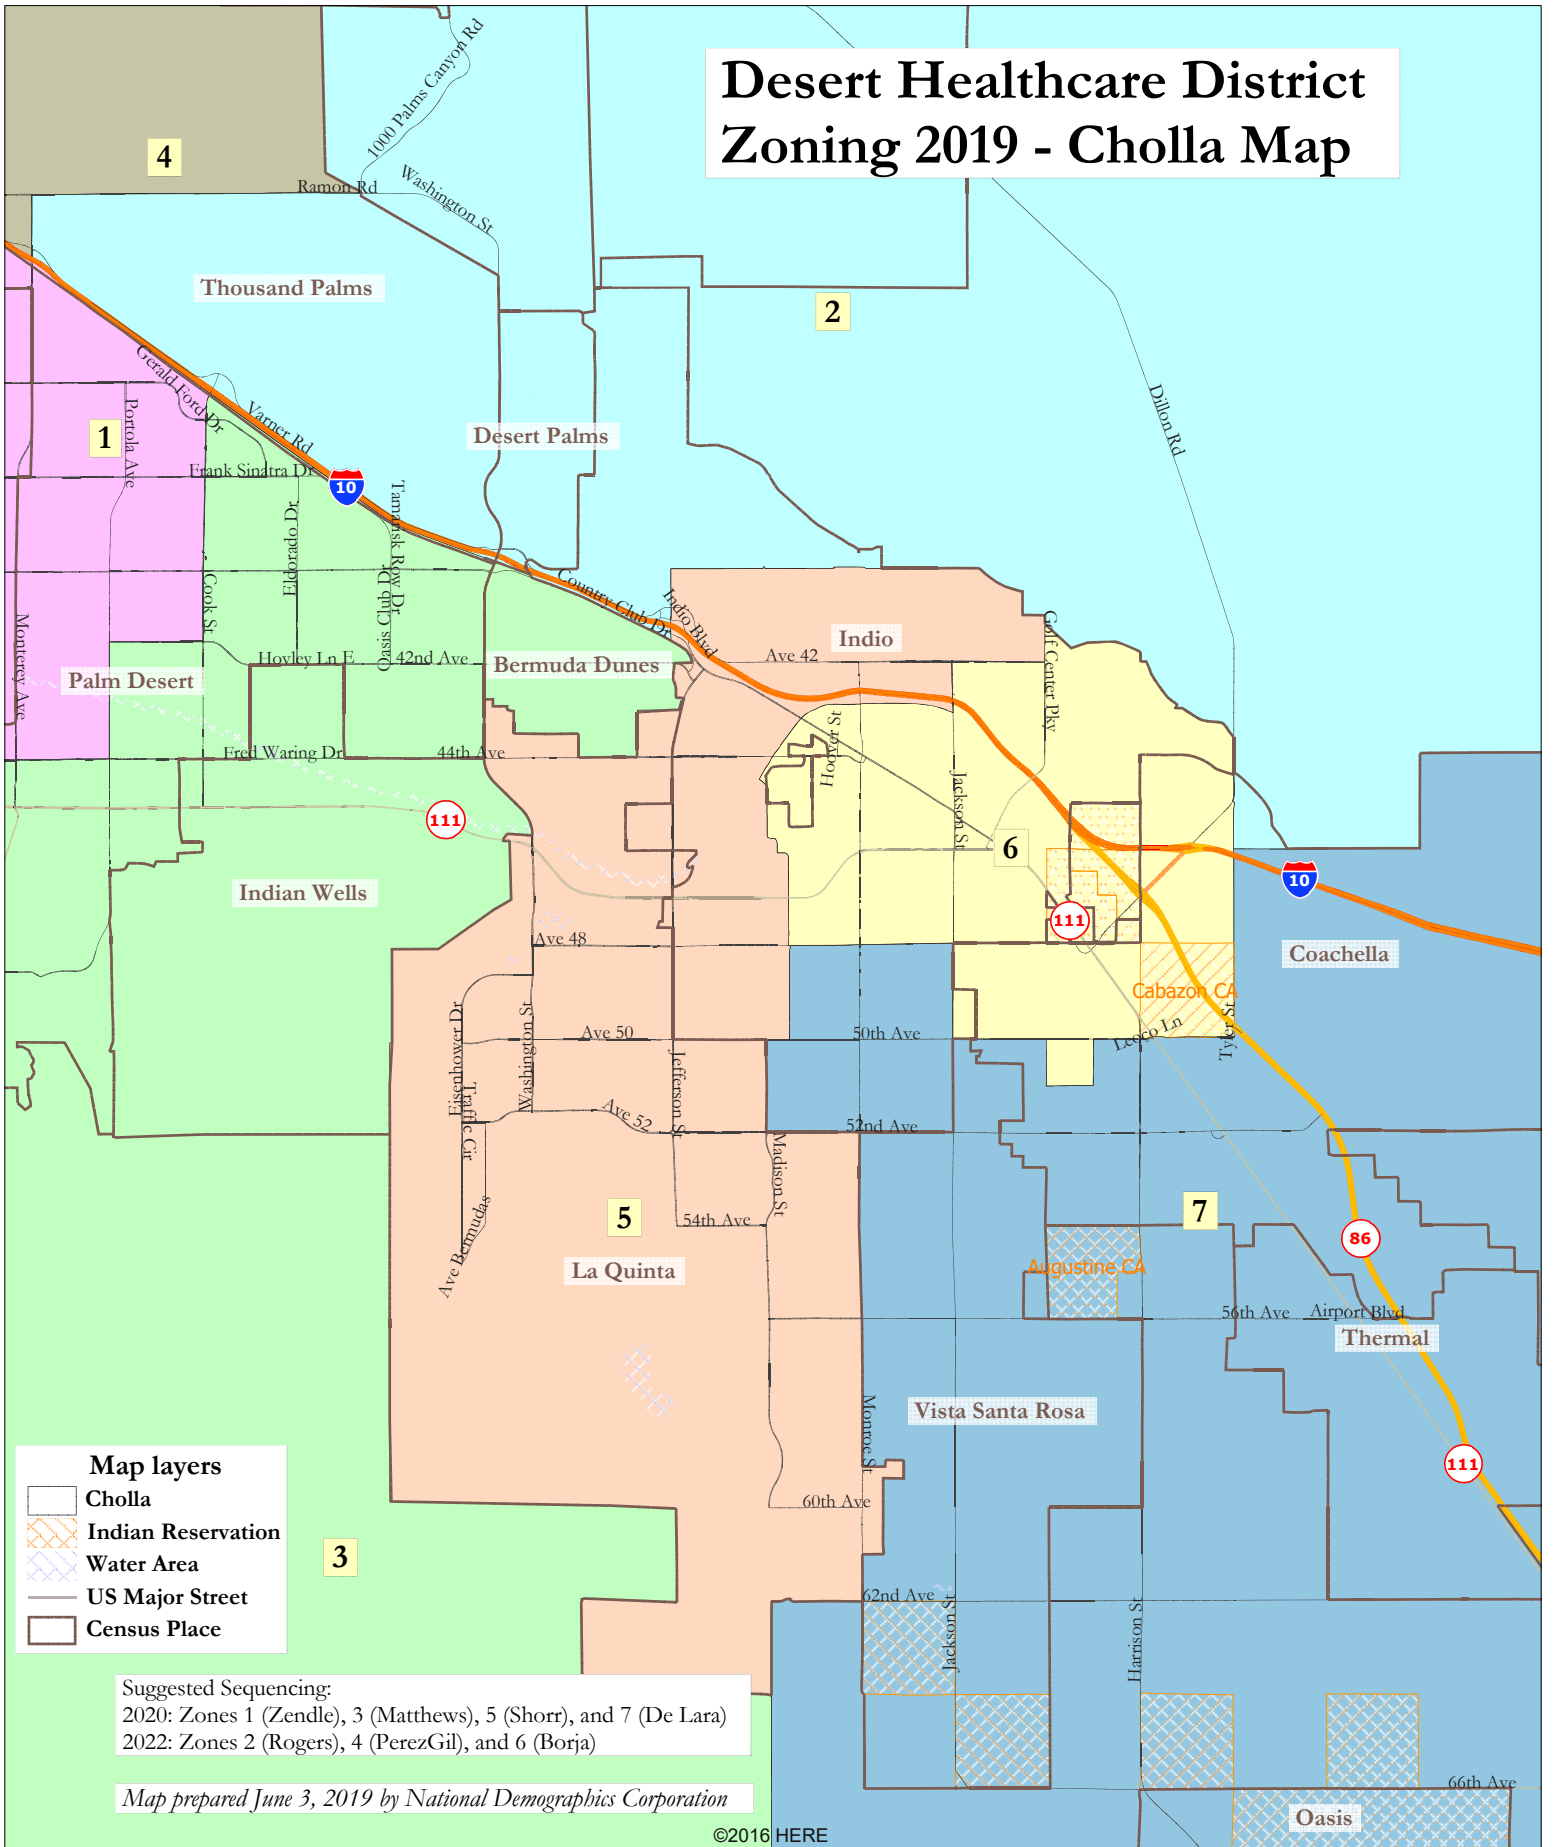 Desert Healthcare District
Zoning 2019 - Cholla Map
4
1000 Palms Canyon Rd
Ramon Rd
Washington St
Thousand Palms
2
Gerald Ford Dr
Varner Rd
Portola Ave
1
Desert Palms
Dillon Rd
Frank Sinatra Dr
10
Tamarisk Row Dr
Eldorado Dr
Cook St
Oasis Club Dr
Country Club Dr
Indio Blvd
Indio
Golf Center Pky
Monterey Ave
Hovley Ln E
42nd Ave
Bermuda Dunes
Ave 42
Palm Desert
Fred Waring Dr
44th Ave
Hoover St
Jackson St
111
6
10
Indian Wells
111
Ave 48
Coachella
Cabazon CA
Eisenhower Dr
Washington St
Ave 50
50th Ave
Leoco Ln
Tyler St
Jefferson St
Traffic Cir
Ave 52
52nd Ave
Madison St
Ave Bermudas
5
54th Ave
7
86
La Quinta
Augustine CA
56th Ave
Airport Blvd
Thermal
Monroe St
Vista Santa Rosa
111
60th Ave
Map layers
Cholla
Indian Reservation
Water Area
US Major Street
Census Place
3
62nd Ave
Jackson St
Harrison St
Suggested Sequencing:
2020: Zones 1 (Zendle), 3 (Matthews), 5 (Shorr), and 7 (De Lara)
2022: Zones 2 (Rogers), 4 (PerezGil), and 6 (Borja)
66th Ave
Map prepared June 3, 2019 by National Demographics Corporation
Oasis
©2016 HERE